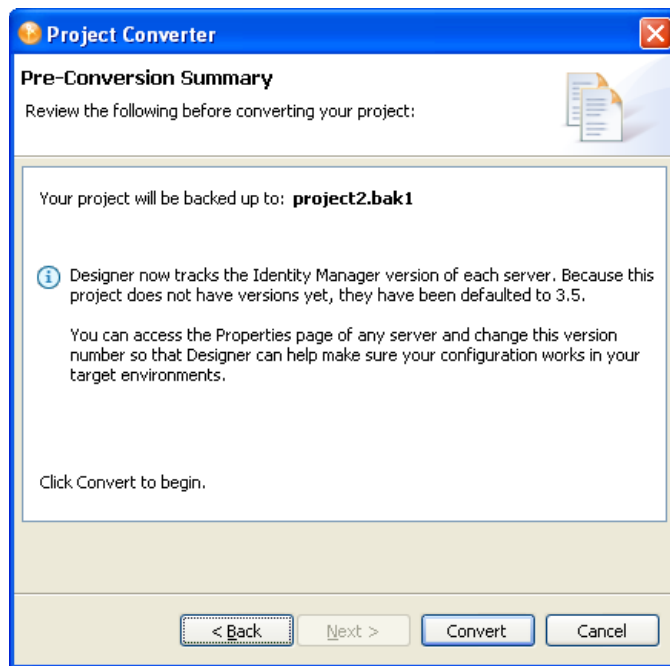 Project Converter
Pre-Conversion Summary
Review the following before converting your project:
Your project will be backed up to: project2.bak1
Designer now tracks the Identity Manager version of each server. Because this
project does not have versions yet, they have been defaulted to 3.5.
You can access the Properties page of any server and change this version
number so that Designer can help make sure your configuration works in your
target environments.
Click Convert to begin.
< Back Next > Convert Cancel